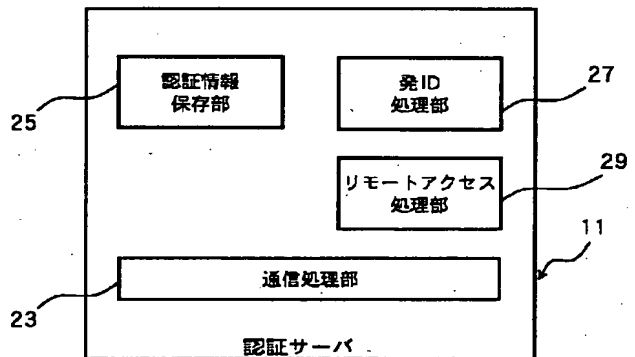 認証情報
保存部
発ID
処理部
27
25
リモートアクセス
処理部
29
11
通信処理部
23
認証サーバ